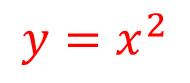 y = x²